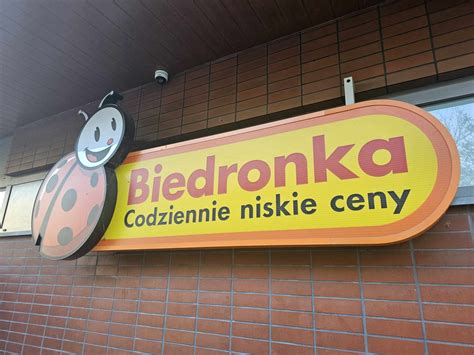 Biedronka
Codziennie niskie ceny